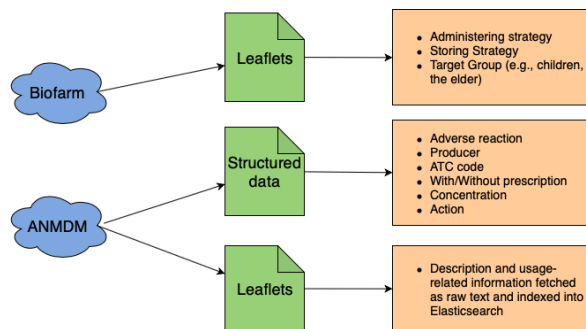 Biofarm
Leaflets
• Administering strategy
• Storing Strategy
• Target Group (e.g., children,
the elder)
ANMDM
Structured
data
• Adverse reaction
• Producer
• ATC code
• With/Without prescription
• Concentration
• Action
Leaflets
• Description and usage-
related information fetched
as raw text and indexed into
Elasticsearch